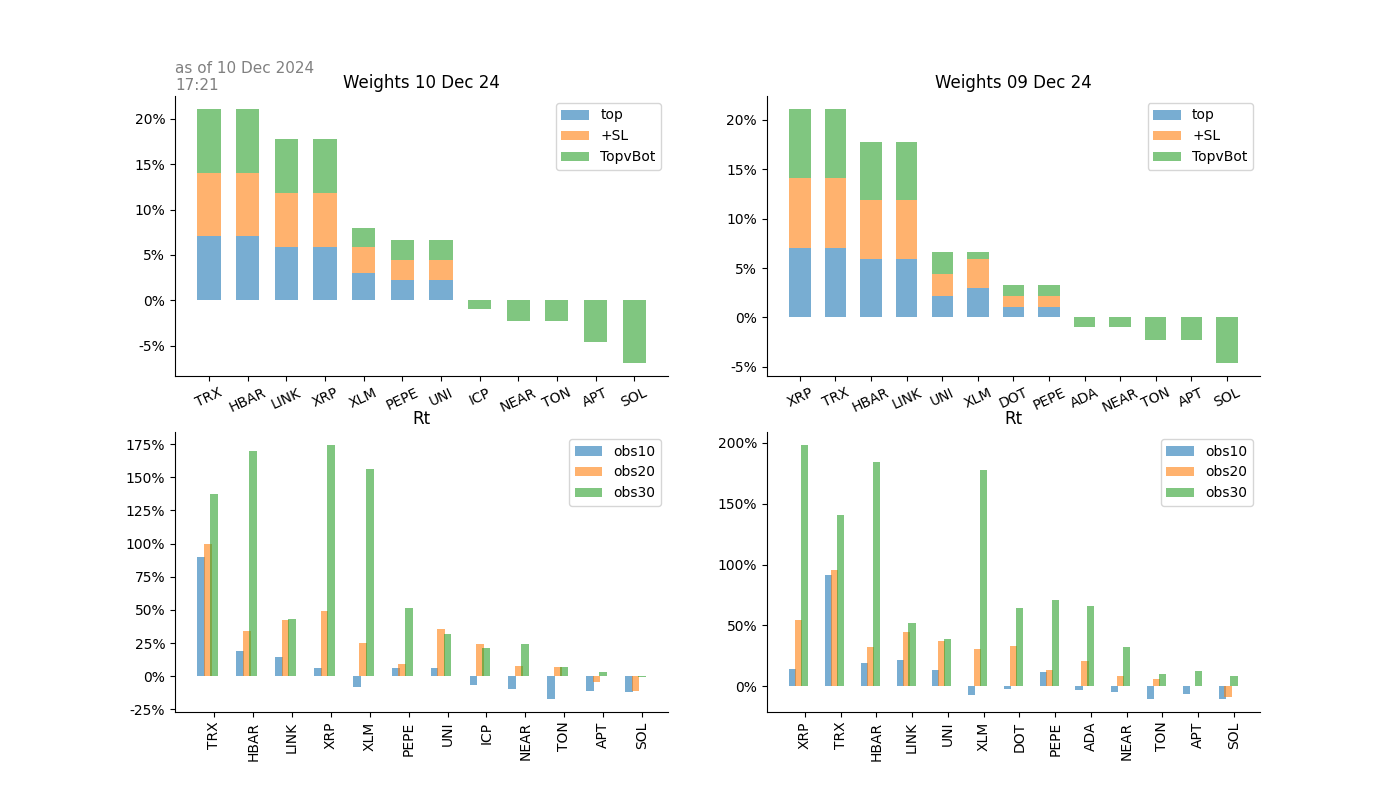 as of 10 Dec 2024
17:21
Weights 10 Dec 24
20%
15%
10%
5%
0%
-5%
top
+SL
TopvBot
TRX HBAR LINK XRP XLM PEPE UNI ICP NEAR TON APT SOL
Weights 09 Dec 24
20%
15%
10%
5%
0%
-5%
top
+SL
TopvBot
XRP TRX HBAR LINK UNI XLM DOT PEPE ADA NEAR TON APT SOL
Rt
175%
150%
125%
100%
75%
50%
25%
0%
-25%
obs10
obs20
obs30
TRX HBAR LINK XRP XLM PEPE UNI ICP NEAR TON APT SOL
Rt
200%
150%
100%
50%
0%
obs10
obs20
obs30
XRP TRX HBAR LINK UNI XLM DOT PEPE ADA NEAR TON APT SOL